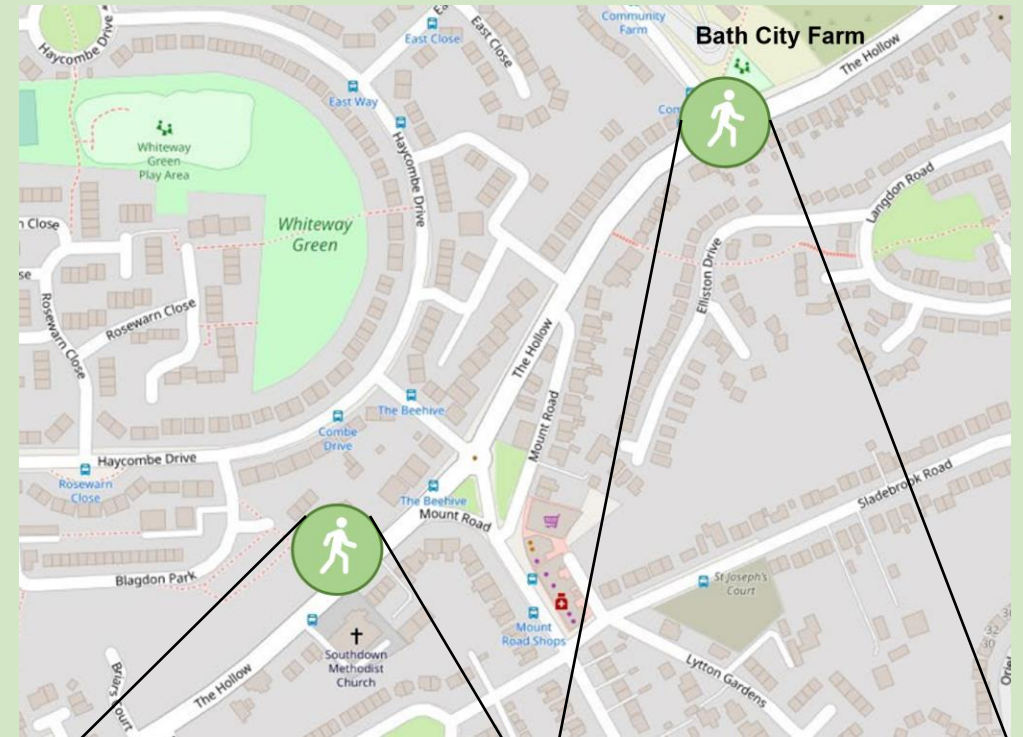 Haycombe Drive
East Close
East Close
Community
Farm
Bath City Farm
The Hollow
East Way
Whiteway
Green
Play Area
Haycombe Drive
Langdon Road
Whiteway
Green
Close
Elliston Drive
Rosewarn Close
Rosewarn Close
The Hollow
The Beehive
Combe
Drive
Mount Road
Haycombe Drive
Rosewarn
Close
The Beehive
Mount Road
Sladebrook Road
Blagdon Park
St Joseph's
Court
Mount
Road Shops
Southdown
Methodist
Church
The Hollow
Lytton Gardens
32
30